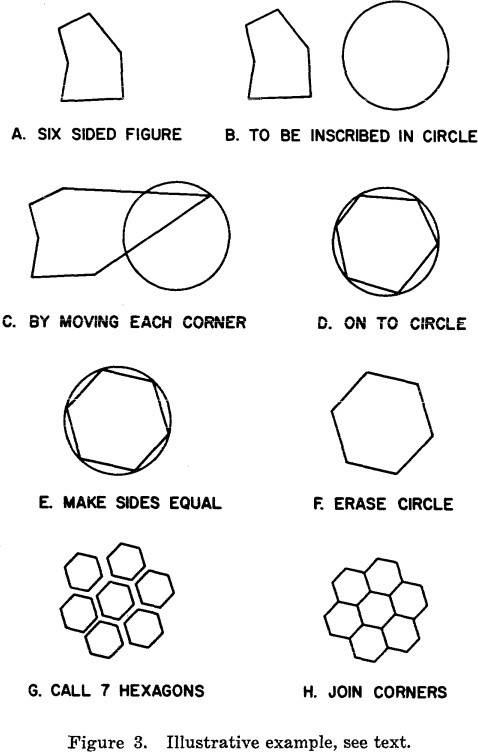 A. SIX SIDED FIGURE
B. TO BE INSCRIBED IN CIRCLE
C. BY MOVING EACH CORNER
D. ON TO CIRCLE
E. MAKE SIDES EQUAL
F. ERASE CIRCLE
G. CALL 7 HEXAGONS
H. JOIN CORNERS
Figure 3. Illustrative example, see text.